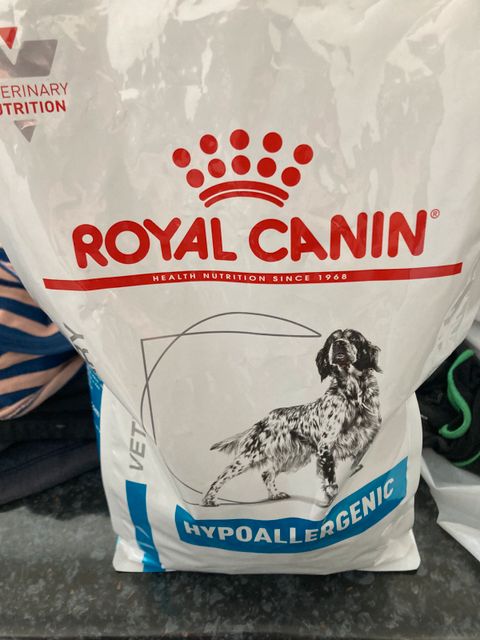 ERINARY
UTRITION
ROYAL CANIN®
HEALTH NUTRITION SINCE 1968
VET
HYPOALLERGENIC